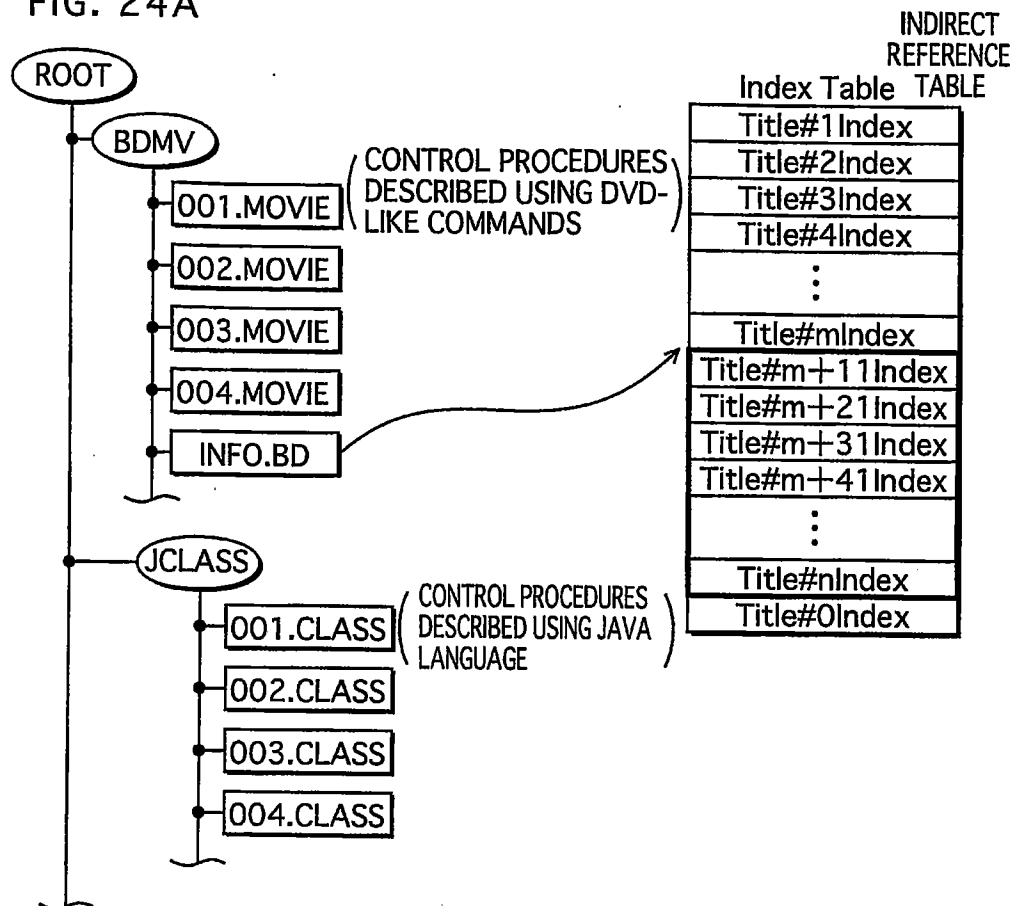 FIG. 24A
ROOT
BDMV
001.MOVIE
(CONTROL PROCEDURES
DESCRIBED USING DVD-
LIKE COMMANDS)
002.MOVIE
003.MOVIE
004.MOVIE
INFO.BD
JCLASS
001.CLASS
(CONTROL PROCEDURES
DESCRIBED USING JAVA
LANGUAGE)
002.CLASS
003.CLASS
004.CLASS
INDIRECT
REFERENCE
TABLE
Index Table
Title#1Index
Title#2Index
Title#3Index
Title#4Index
⋮
Title#mIndex
Title#m+11Index
Title#m+21Index
Title#m+31Index
Title#m+41Index
⋮
Title#nIndex
Title#0Index